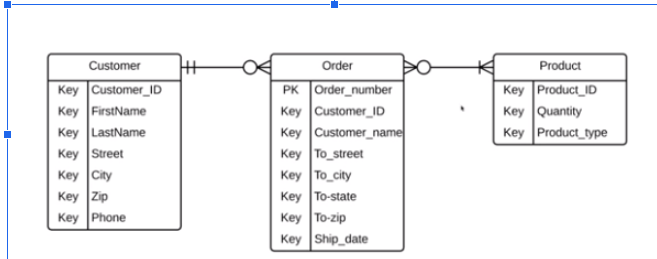 Customer
Key Customer_ID
Key FirstName
Key LastName
Key Street
Key City
Key Zip
Key Phone
Order
PK Order_number
Key Customer_ID
Key Customer_name
Key To_street
Key To_city
Key To-state
Key To-zip
Key Ship_date
Product
Key Product_ID
Key Quantity
Key Product_type